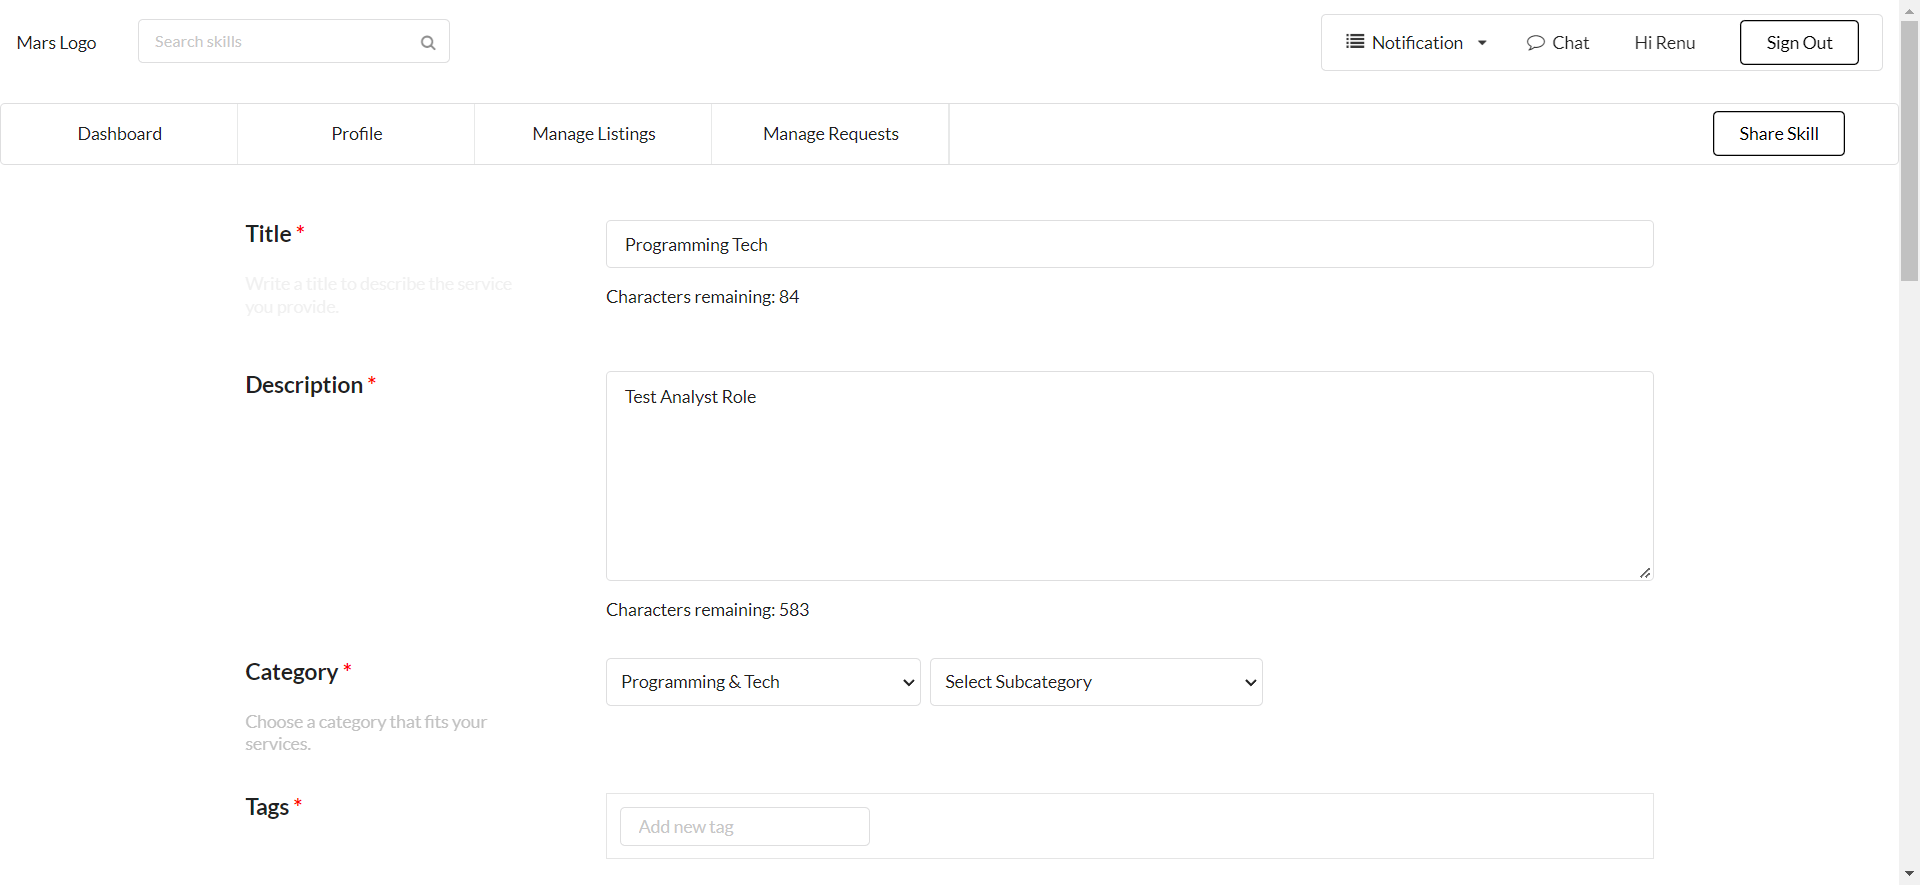 Mars Logo
Search skills
Notification
Chat
Hi Renu
Sign Out
Dashboard
Profile
Manage Listings
Manage Requests
Share Skill
Title *
Write a title to describe the service
you provide.
Programming Tech
Characters remaining: 84
Description *
Test Analyst Role
Characters remaining: 583
Category *
Choose a category that fits your
services.
Programming & Tech
Select Subcategory
Tags *
Add new tag